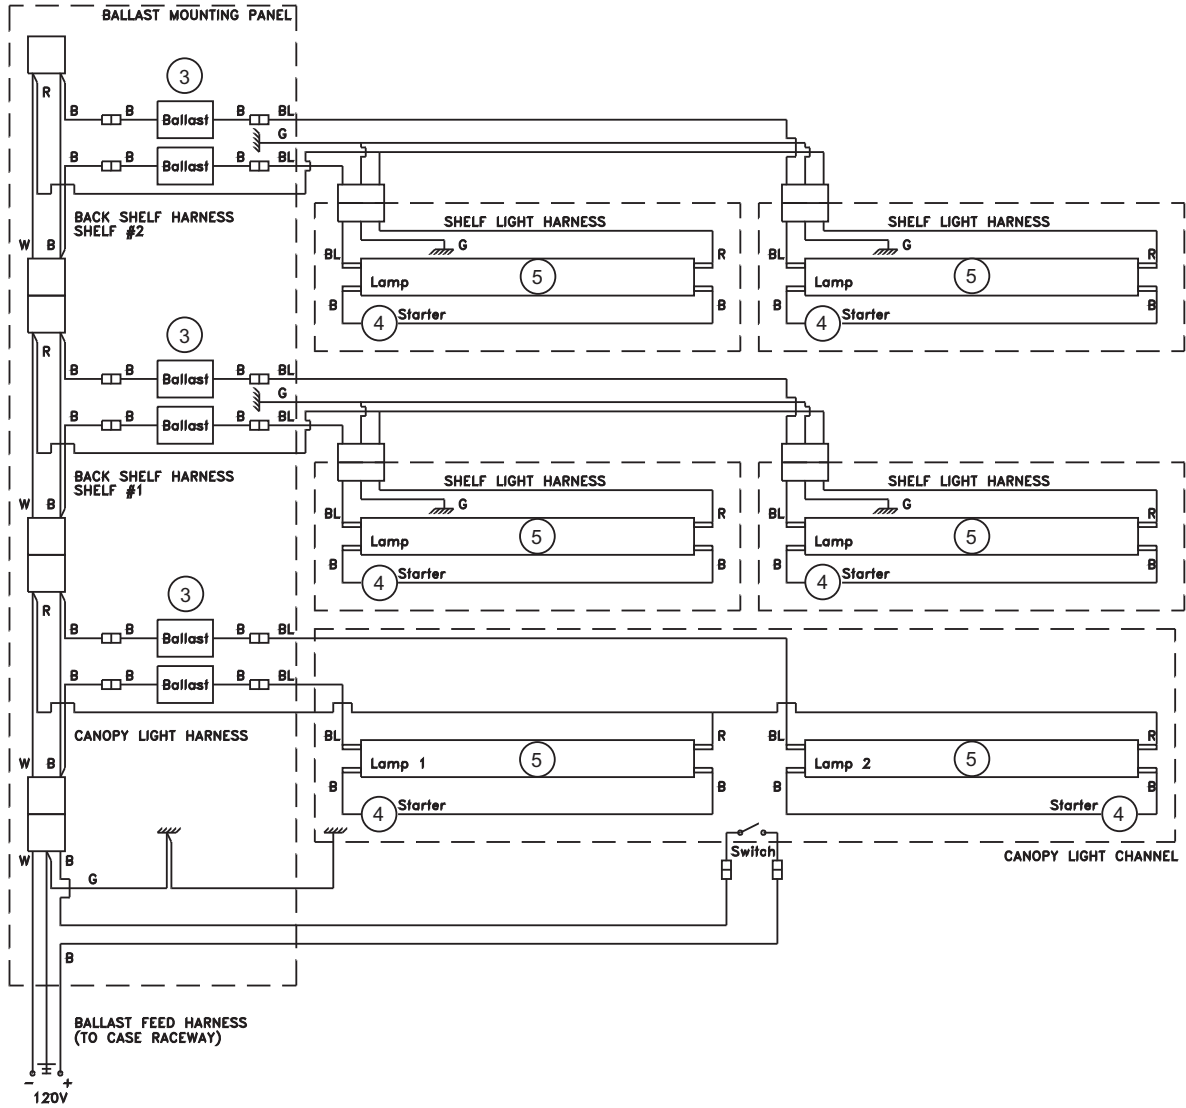 BALLAST MOUNTING PANEL
3
R
B B Ballast B BL
G
B B Ballast B BL
BACK SHELF HARNESS
SHELF #2
W B
SHELF LIGHT HARNESS
G
BL R
Lamp 5
B B
4 Starter
SHELF LIGHT HARNESS
G
BL R
Lamp 5
B B
4 Starter
3
R
B B Ballast B BL
G
B B Ballast B BL
BACK SHELF HARNESS
SHELF #1
W B
SHELF LIGHT HARNESS
G
BL R
Lamp 5
B B
4 Starter
SHELF LIGHT HARNESS
G
BL R
Lamp 5
B B
4 Starter
3
R
B B Ballast B BL
B B Ballast B BL
CANOPY LIGHT HARNESS
W B
BL R
Lamp 1 5
B B
4 Starter
BL R
Lamp 2 5
B B
Starter 4
Switch
CANOPY LIGHT CHANNEL
W B
G
B
BALLAST FEED HARNESS
(TO CASE RACEWAY)
- +
120V